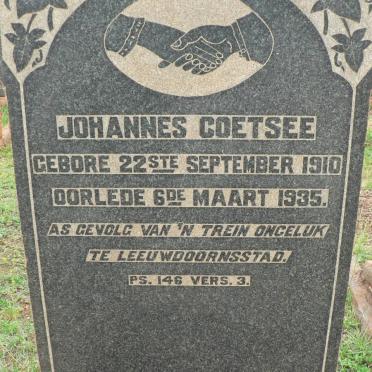 JOHANNES COETSEE
GEBORE 22STE SEPTEMBER 1910
OORLEDE 6DE MAART 1935.
AS GEVOLG VAN 'N TREIN ONGELUK
TE LEEUWDOORNSSTAD.
PS. 146 VERS. 3.